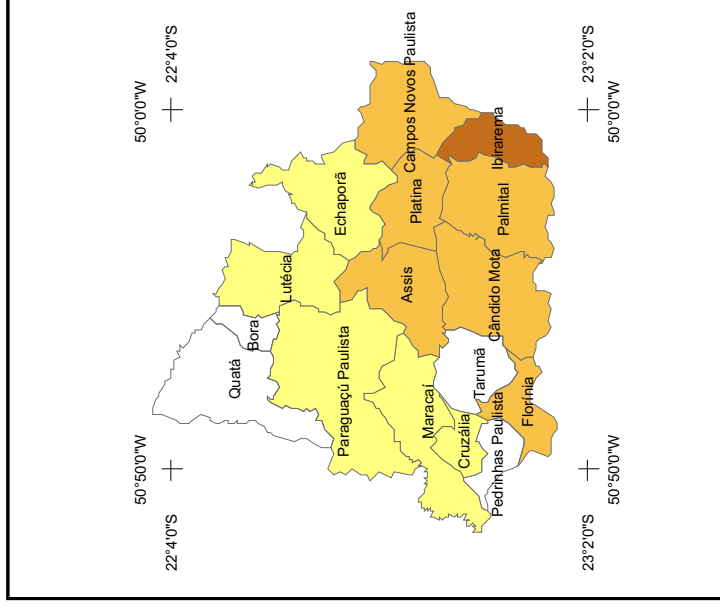 50°50'0"W
50°0'0"W
22°4'0"S
22°4'0"S
Quatá
Bora
Lutécia
Echaporã
Paraguaçú Paulista
Assis
Campos Novos Paulista
Platina
Maracaí
Cruzália
Tarumã
Pedrinhas Paulista
Cândido Mota
Ibirarema
Palmital
Florínia
23°2'0"S
23°2'0"S
50°50'0"W
50°0'0"W